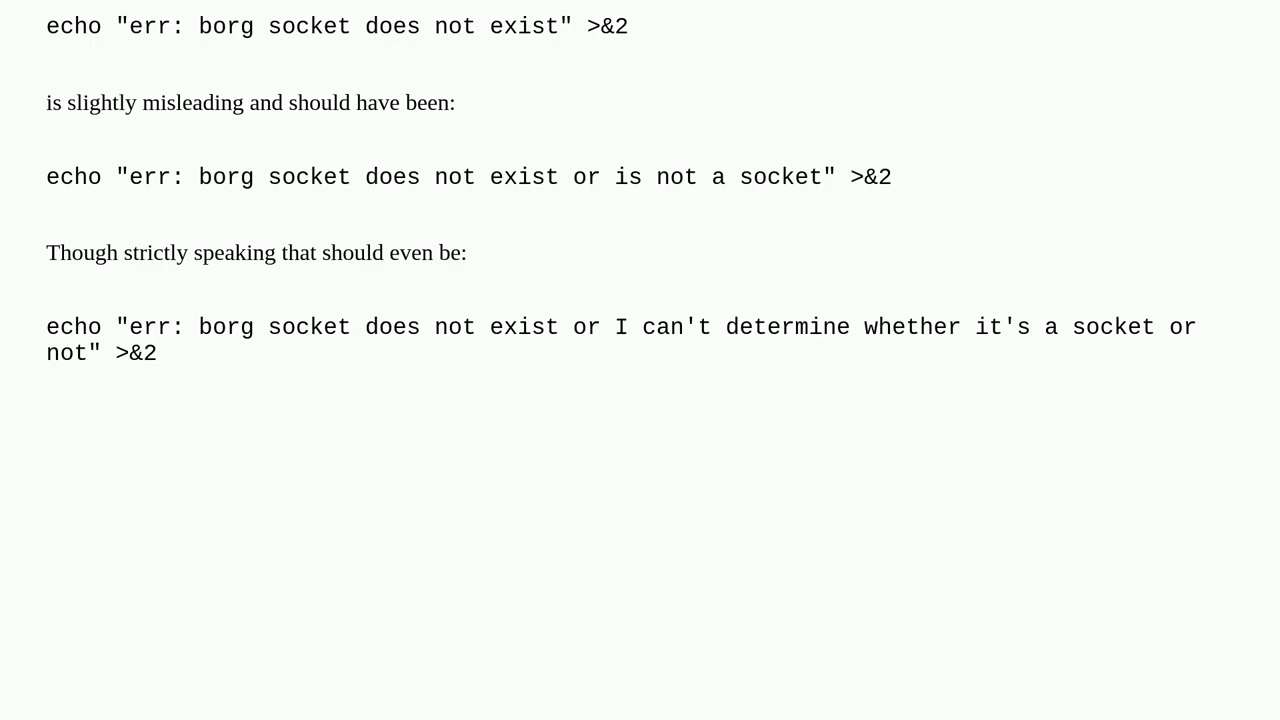 echo "err: borg socket does not exist" >&2
is slightly misleading and should have been:
echo "err: borg socket does not exist or is not a socket" >&2
Though strictly speaking that should even be:
echo "err: borg socket does not exist or I can't determine whether it's a socket or
not" >&2